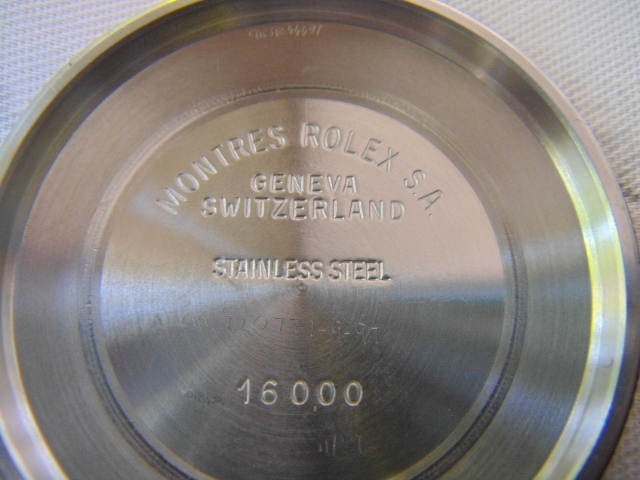 MONTRES ROLEX S.A.
GENEVA
SWITZERLAND
STAINLESS STEEL
16000